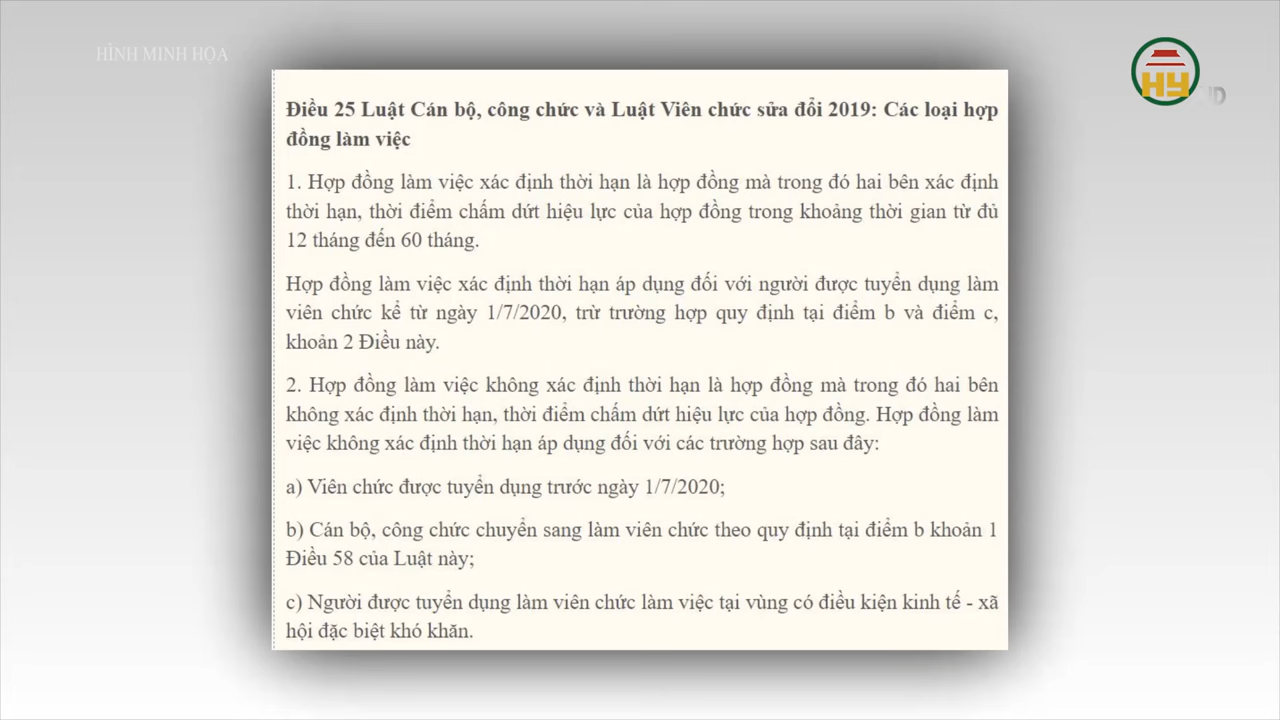 HÌNH MINH HỌA
HY
Điều 25 Luật Cán bộ, công chức và Luật Viên chức sửa đổi 2019: Các loại hợp
đồng làm việc
1. Hợp đồng làm việc xác định thời hạn là hợp đồng mà trong đó hai bên xác định
thời hạn, thời điểm chấm dứt hiệu lực của hợp đồng trong khoảng thời gian từ đủ
12 tháng đến 60 tháng.
Hợp đồng làm việc xác định thời hạn áp dụng đối với người được tuyển dụng làm
viên chức kể từ ngày 1/7/2020, trừ trường hợp quy định tại điểm b và điểm c,
khoản 2 Điều này.
2. Hợp đồng làm việc không xác định thời hạn là hợp đồng mà trong đó hai bên
không xác định thời hạn, thời điểm chấm dứt hiệu lực của hợp đồng. Hợp đồng làm
việc không xác định thời hạn áp dụng đối với các trường hợp sau đây:
a) Viên chức được tuyển dụng trước ngày 1/7/2020;
b) Cán bộ, công chức chuyển sang làm viên chức theo quy định tại điểm b khoản 1
Điều 58 của Luật này;
c) Người được tuyển dụng làm viên chức làm việc tại vùng có điều kiện kinh tế - xã
hội đặc biệt khó khăn.